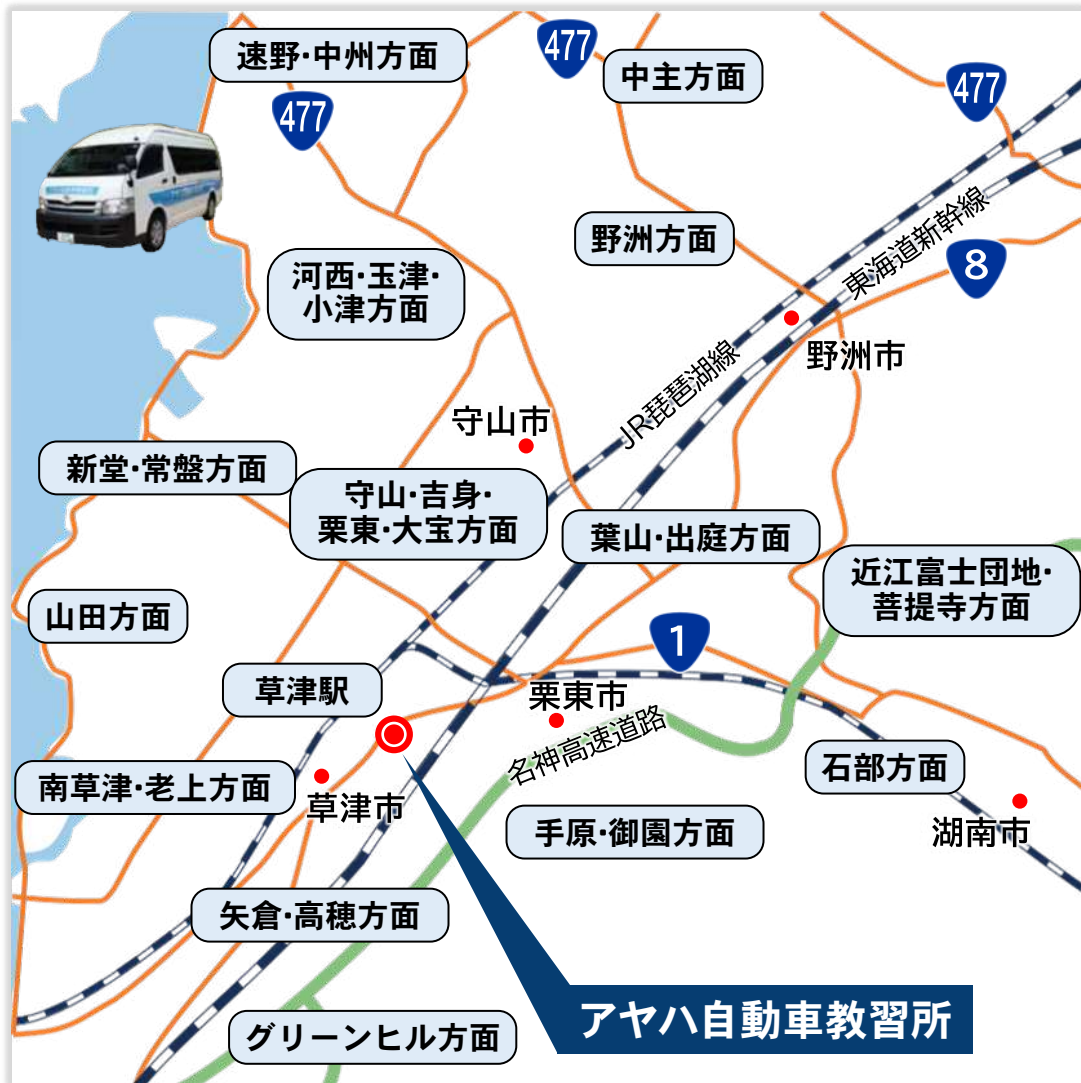 速野・中州方面
477
中主方面
477
477
野洲方面
東海道新幹線
8
河西・玉津・
小津方面
野洲市
JR琵琶湖線
守山市
新堂・常盤方面
守山・吉身・
栗東・大宝方面
葉山・出庭方面
近江富士団地・
菩提寺方面
山田方面
1
草津駅
栗東市
名神高速道路
石部方面
南草津・老上方面
草津市
手原・御園方面
湖南市
矢倉・高穂方面
アヤハ自動車教習所
グリーンヒル方面